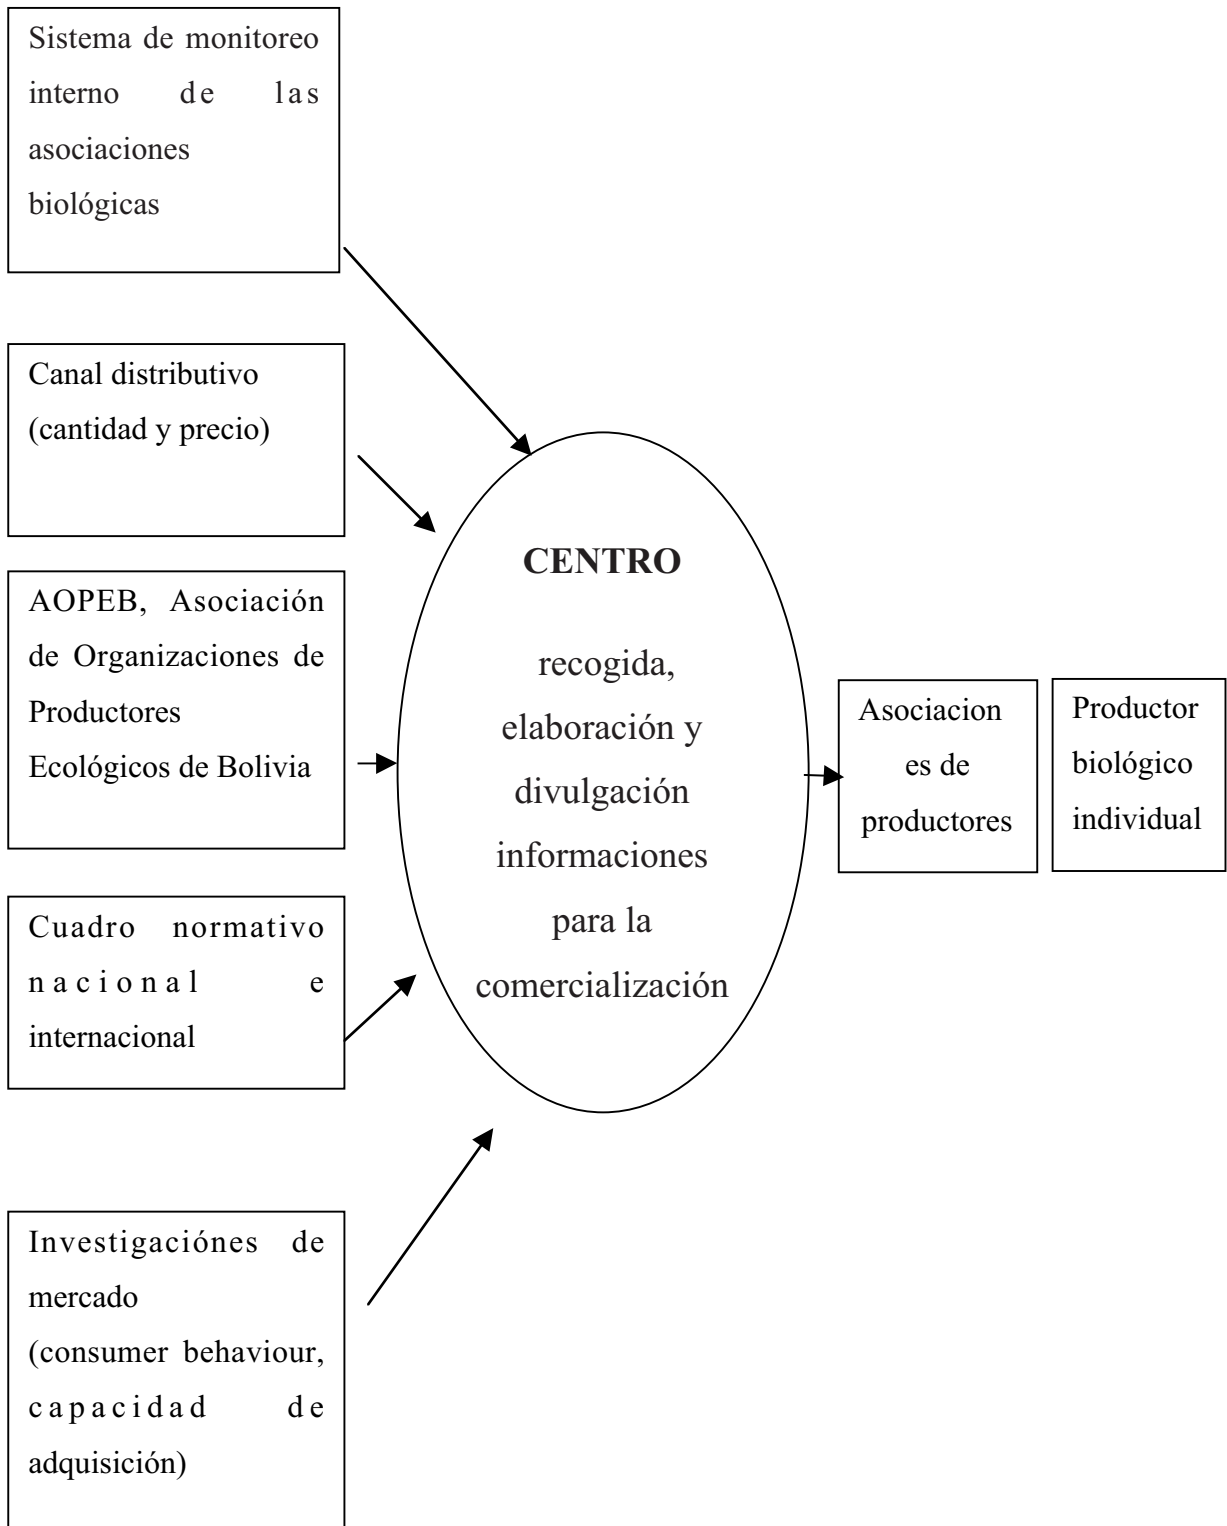 Sistema de monitoreo
interno de las
asociaciones
biológicas
Canal distributivo
(cantidad y precio)
AOPEB, Asociación
de Organizaciones de
Productores
Ecológicos de Bolivia
Cuadro normativo
nacional e
internacional
Investigaciónes de
mercado
(consumer behaviour,
capacidad de
adquisición)
CENTRO
recogida,
elaboración y
divulgación
informaciones
para la
comercialización
Asociacion
es de
productores
Productor
biológico
individual